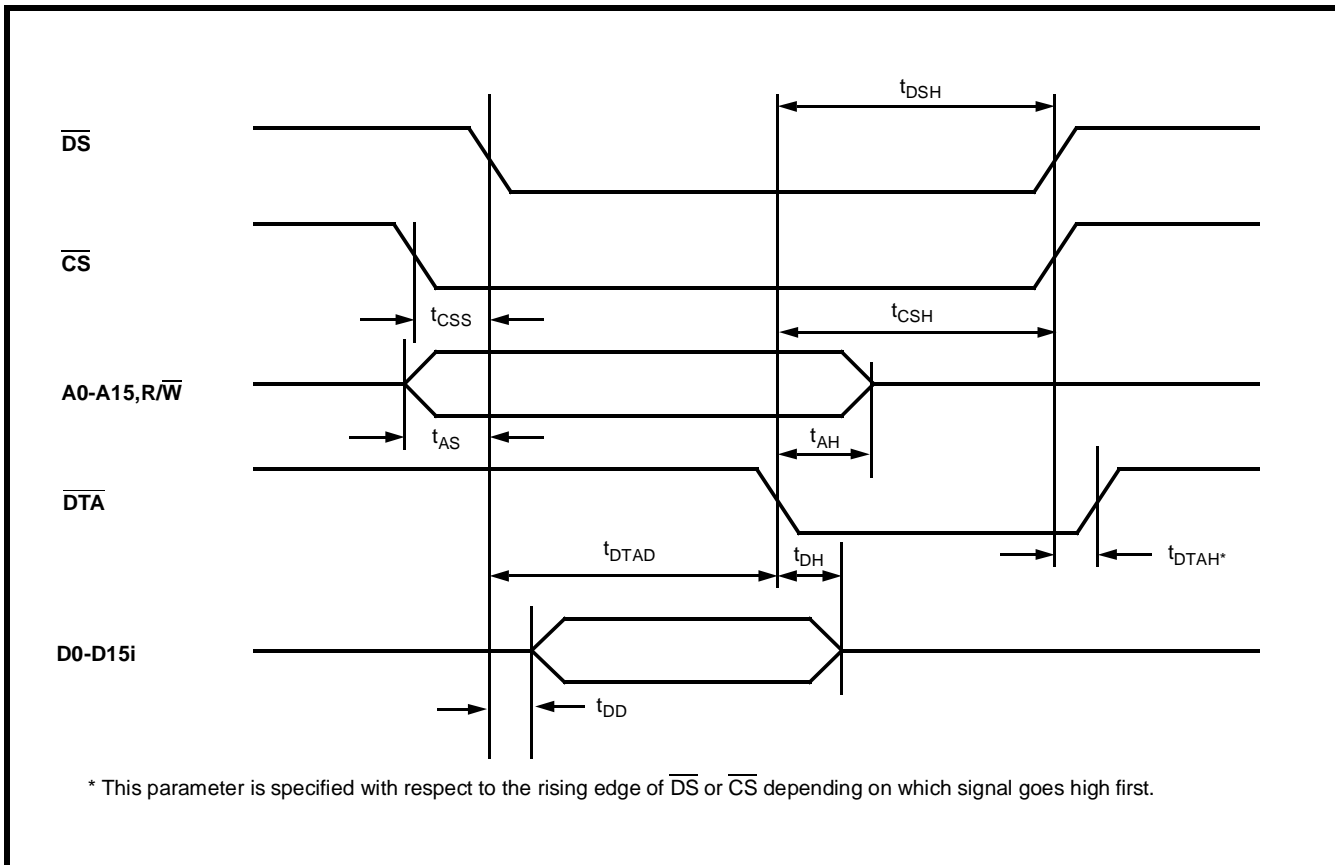 tDSH
DS
CS
tCSS
tCSH
A0-A15,R/W
tAS
tAH
DTA
tDTAD
tDH
tDTAH*
D0-D15i
tDD
* This parameter is specified with respect to the rising edge of DS or CS depending on which signal goes high first.